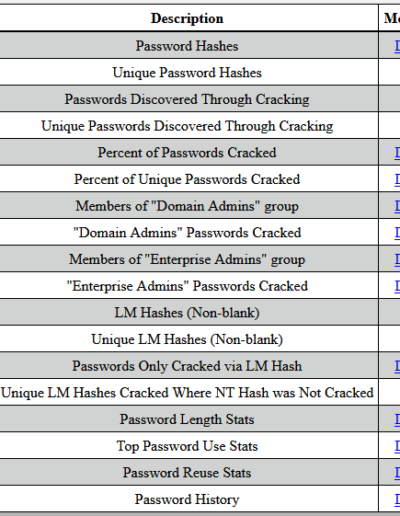 Description
Password Hashes
Unique Password Hashes
Passwords Discovered Through Cracking
Unique Passwords Discovered Through Cracking
Percent of Passwords Cracked
Percent of Unique Passwords Cracked
Members of "Domain Admins" group
"Domain Admins" Passwords Cracked
Members of "Enterprise Admins" group
"Enterprise Admins" Passwords Cracked
LM Hashes (Non-blank)
Unique LM Hashes (Non-blank)
Passwords Only Cracked via LM Hash
Unique LM Hashes Cracked Where NT Hash was Not Cracked
Password Length Stats
Top Password Use Stats
Password Reuse Stats
Password History